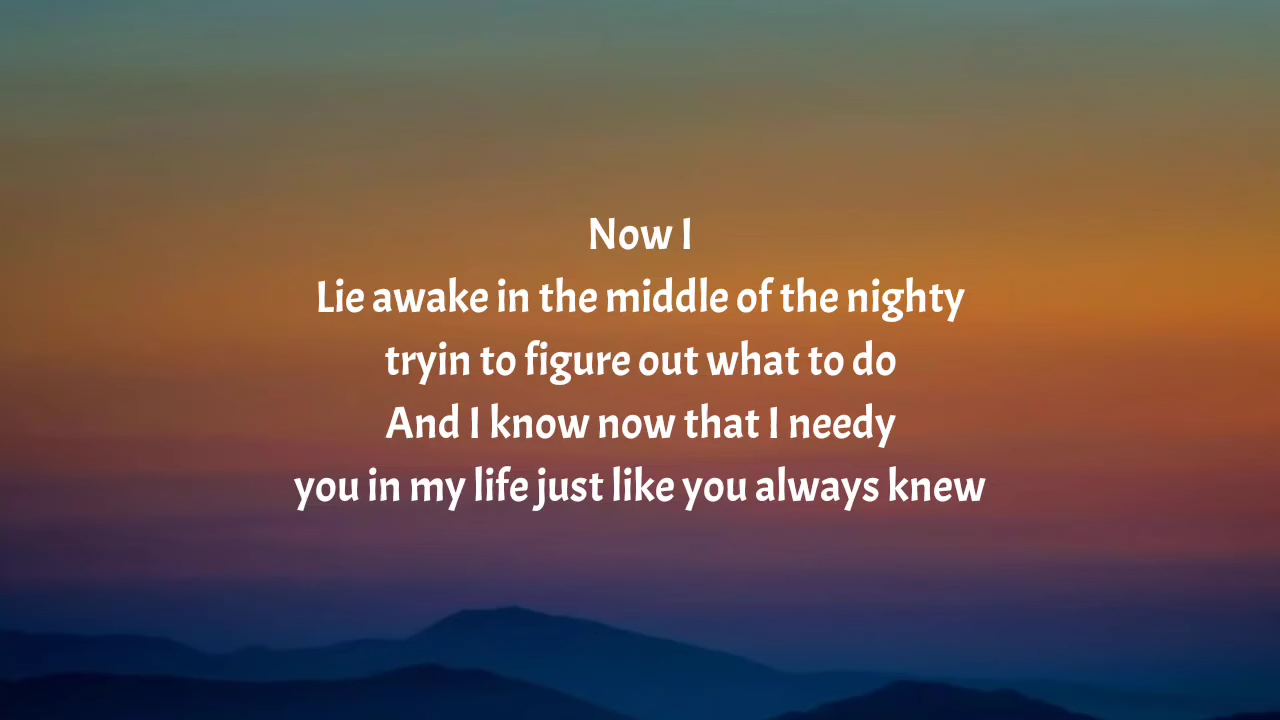 Now I
Lie awake in the middle of the nighty
tryin to figure out what to do
And I know now that I needy
you in my life just like you always knew